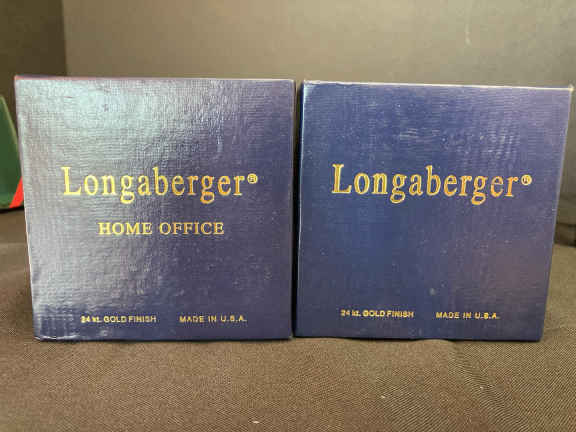 Longaberger®
HOME OFFICE
24 kt. GOLD FINISH MADE IN U.S.A.
Longaberger®
24 kt. GOLD FINISH MADE IN U.S.A.